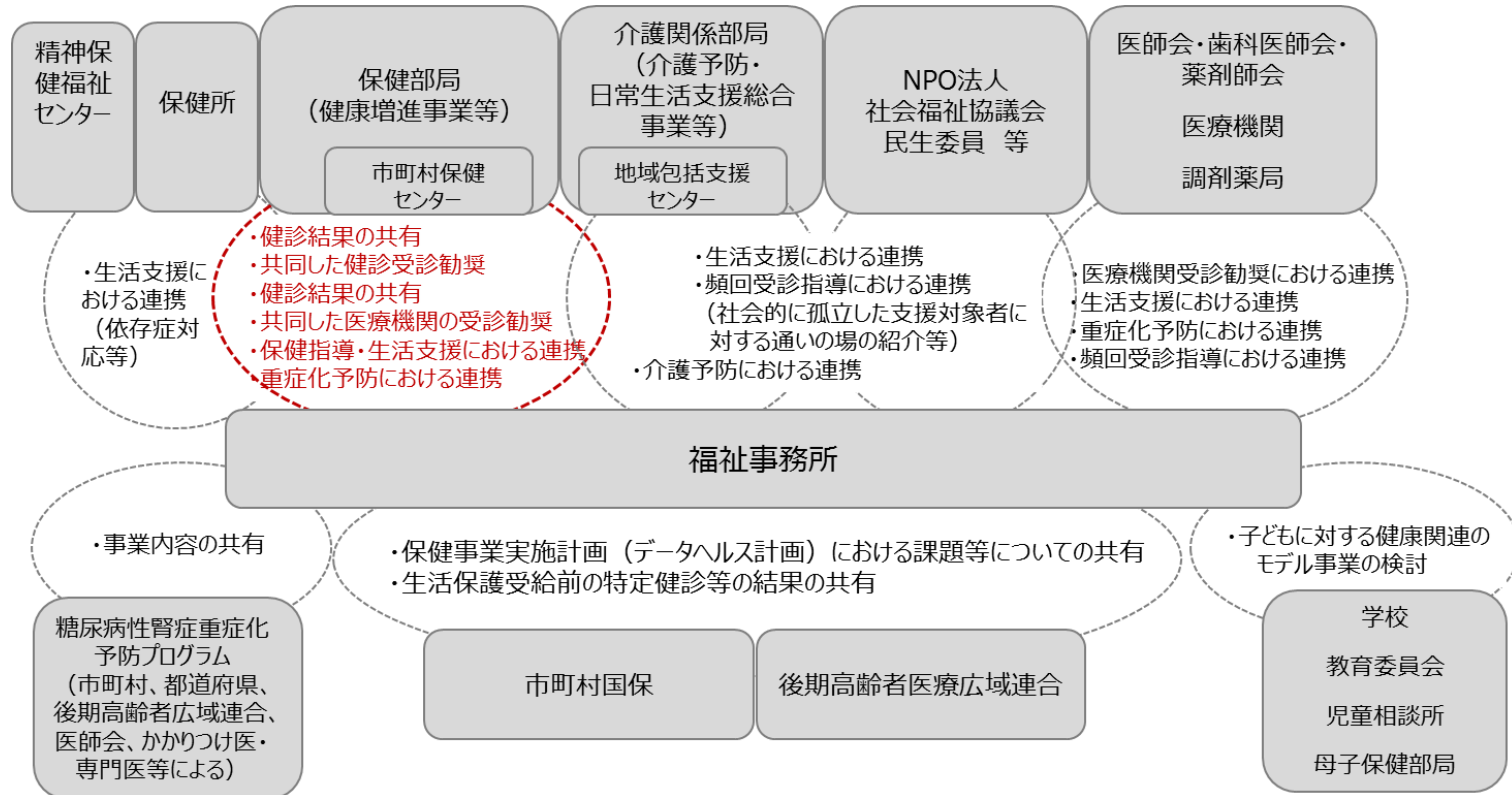 精神保
健福祉
センター
保健所
保健部局
（健康増進事業等）
市町村保健
センター
介護関係部局
（介護予防・
日常生活支援総合
事業等）
地域包括支援
センター
NPO法人
社会福祉協議会
民生委員　等
医師会・歯科医師会・
薬剤師会
医療機関
調剤薬局
・生活支援に
おける連携
（依存症対
応等）
・健診結果の共有
・共同した健診受診勧奨
・健診結果の共有
・共同した医療機関の受診勧奨
・保健指導・生活支援における連携
・重症化予防における連携
・生活支援における連携
・頻回受診指導における連携
（社会的に孤立した支援対象者に
対する通いの場の紹介等）
・介護予防における連携
・医療機関受診勧奨における連携
・生活支援における連携
・重症化予防における連携
・頻回受診指導における連携
福祉事務所
・事業内容の共有
・保健事業実施計画（データヘルス計画）における課題等についての共有
・生活保護受給前の特定健診等の結果の共有
・子どもに対する健康関連の
モデル事業の検討
糖尿病性腎症重症化
予防プログラム
（市町村、都道府県、
後期高齢者広域連合、
医師会、かかりつけ医・
専門医等による）
市町村国保
後期高齢者医療広域連合
学校
教育委員会
児童相談所
母子保健部局